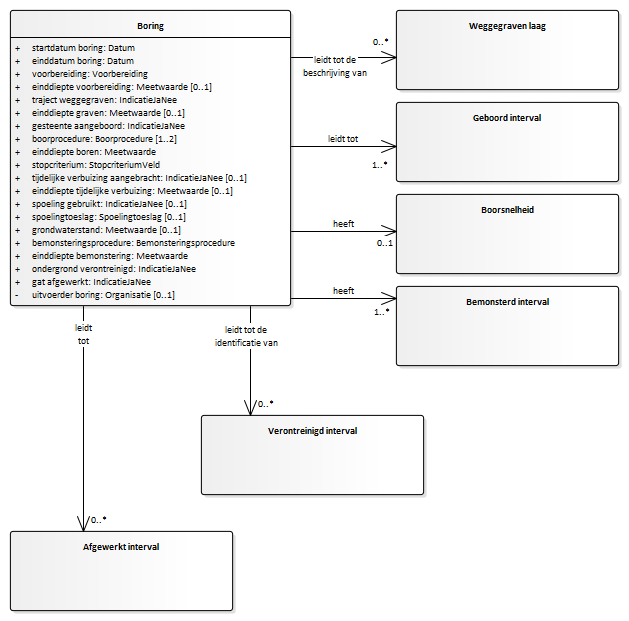 Boring
+ startdatum boring: Datum
+ einddatum boring: Datum
+ voorbereiding: Voorbereiding
+ einddiepte voorbereiding: Meetwaarde [0..1]
+ traject weggegraven: IndicatieJaNee
+ einddiepte graven: Meetwaarde [0..1]
+ gesteente aangeboord: IndicatieJaNee
+ boorprocedure: Boorprocedure [1..2]
+ einddiepte boren: Meetwaarde
+ stopcriterium: StopcriteriumVeld
+ tijdelijke verbuizing aangebracht: IndicatieJaNee [0..1]
+ einddiepte tijdelijke verbuizing: Meetwaarde [0..1]
+ spoeling gebruikt: IndicatieJaNee [0..1]
+ spoelingtoeslag: Spoelingtoeslag [0..1]
+ grondwaterstand: Meetwaarde [0..1]
+ bemonsteringsprocedure: Bemonsteringsprocedure
+ einddiepte bemonstering: Meetwaarde
+ ondergrond verontreinigd: IndicatieJaNee
+ gat afgewerkt: IndicatieJaNee
- uitvoerder boring: Organisatie [0..1]
leidt tot de
beschrijving van
0..*
Weggegraven laag
leidt tot
1..*
Geboord interval
heeft
0..1
Boorsnelheid
heeft
1..*
Bemonsterd interval
leidt tot de
identificatie van
0..*
Verontreinigd interval
leidt
tot
0..*
Afgewerkt interval